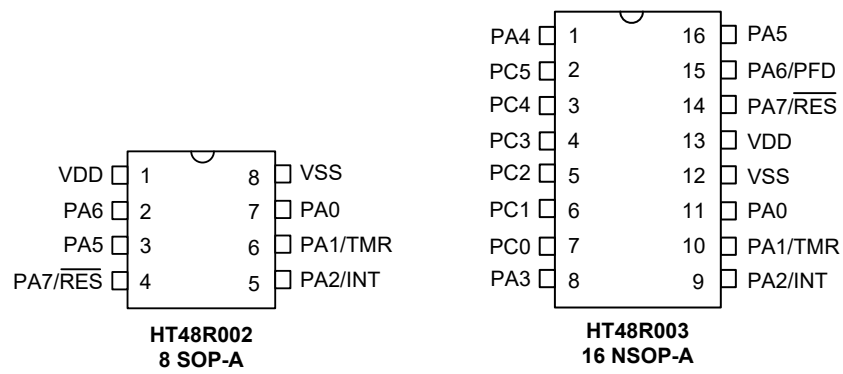 VDD 1 8 VSS
PA6 2 7 PA0
PA5 3 6 PA1/TMR
PA7/RES 4 5 PA2/INT
HT48R002
8 SOP-A
PA4 1 16 PA5
PC5 2 15 PA6/PFD
PC4 3 14 PA7/RES
PC3 4 13 VDD
PC2 5 12 VSS
PC1 6 11 PA0
PC0 7 10 PA1/TMR
PA3 8 9 PA2/INT
HT48R003
16 NSOP-A